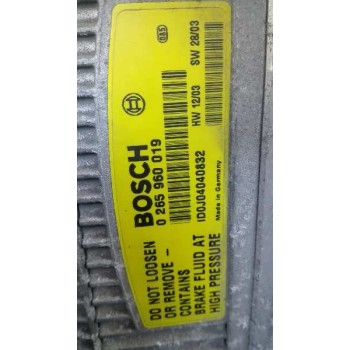 BOSCH
0 265 960 019
HW 12/03 SW 28/03
ID0J04040832
Made in Germany
DO NOT LOOSEN
OR REMOVE -
CONTAINS
BRAKE FLUID AT
HIGH PRESSURE